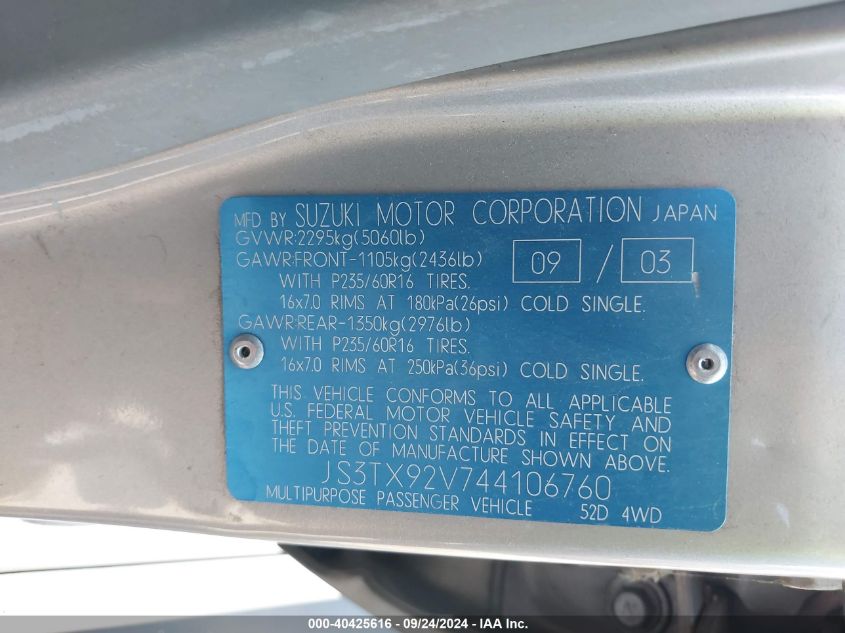 MFD BY SUZUKI MOTOR CORPORATION JAPAN
GVWR:2295kg(5060lb)
GAWR:FRONT-1105kg(2436lb) 09 / 03
WITH P235/60R16 TIRES.
16x7.0 RIMS AT 180kPa(26psi) COLD SINGLE.
GAWR:REAR-1350kg(2976lb)
WITH P235/60R16 TIRES.
16x7.0 RIMS AT 250kPa(36psi) COLD SINGLE.
THIS VEHICLE CONFORMS TO ALL APPLICABLE
U.S. FEDERAL MOTOR VEHICLE SAFETY AND
THEFT PREVENTION STANDARDS IN EFFECT ON
THE DATE OF MANUFACTURE SHOWN ABOVE.
JS3TX92V744106760
MULTIPURPOSE PASSENGER VEHICLE 52D 4WD
000-40425616 - 09/24/2024 - IAA Inc.